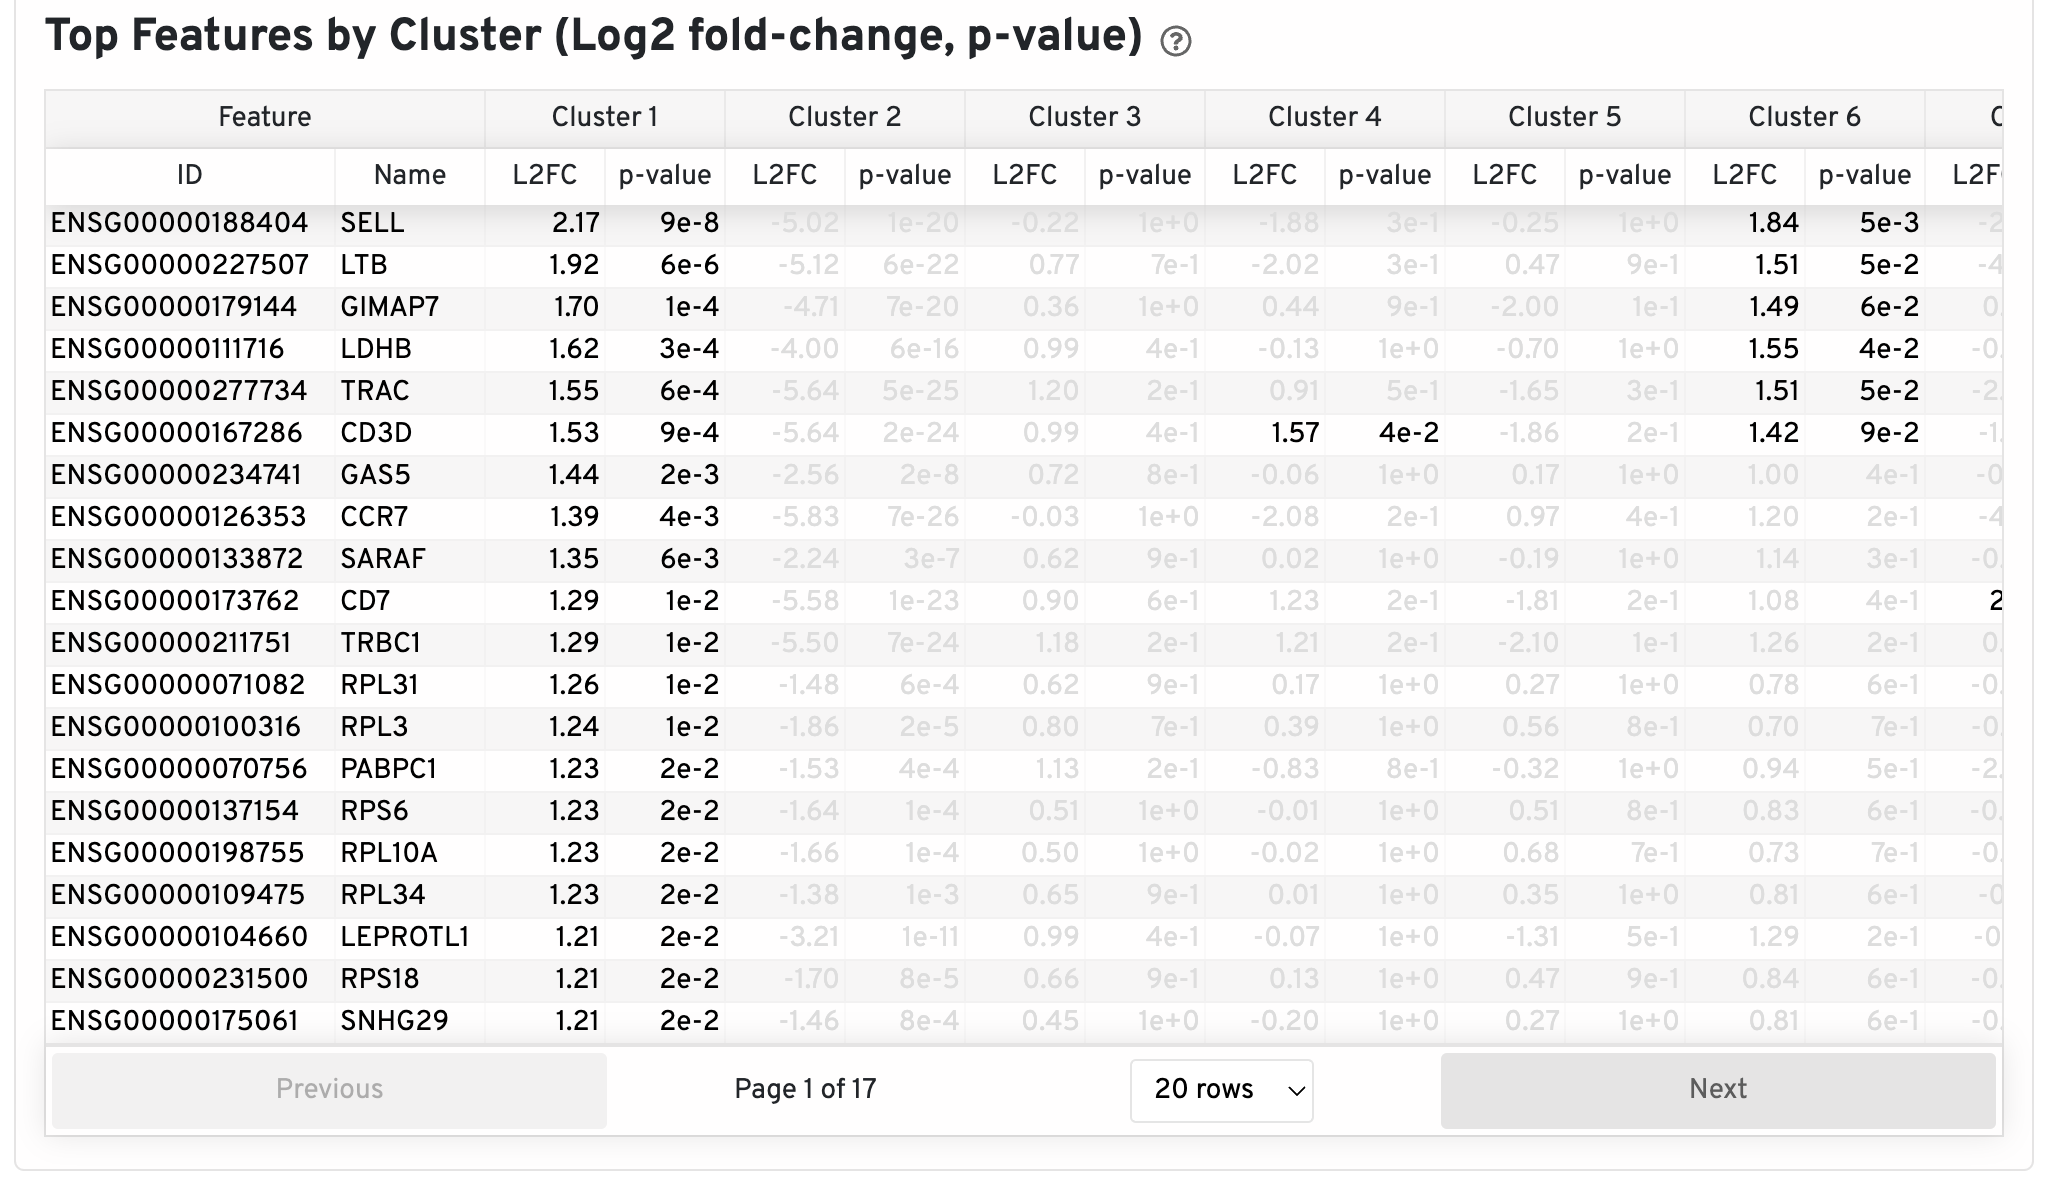 Top Features by Cluster (Log2 fold-change, p-value) ?
Feature Cluster 1 Cluster 2 Cluster 3 Cluster 4 Cluster 5 Cluster 6
ID Name L2FC p-value L2FC p-value L2FC p-value L2FC p-value L2FC p-value L2FC p-value
ENSG00000188404 SELL 2.17 9e-8 -5.02 1e-20 -0.22 1e+0 -1.88 3e-1 -0.25 1e+0 1.84 5e-3
ENSG00000227507 LTB 1.92 6e-6 -5.12 6e-22 0.77 7e-1 -2.02 3e-1 0.47 9e-1 1.51 5e-2
ENSG00000179144 GIMAP7 1.70 1e-4 -4.71 7e-20 0.36 1e+0 0.44 9e-1 -2.00 1e-1 1.49 6e-2
ENSG00000111716 LDHB 1.62 3e-4 -4.00 6e-16 0.99 4e-1 -0.13 1e+0 -0.70 1e+0 1.55 4e-2
ENSG00000277734 TRAC 1.55 6e-4 -5.64 5e-25 1.20 2e-1 0.91 5e-1 -1.65 3e-1 1.51 5e-2
ENSG00000167286 CD3D 1.53 9e-4 -5.64 2e-24 0.99 4e-1 1.57 4e-2 -1.86 2e-1 1.42 9e-2
ENSG00000234741 GAS5 1.44 2e-3 -2.56 2e-8 0.72 8e-1 -0.06 1e+0 0.17 1e+0 1.00 4e-1
ENSG00000126353 CCR7 1.39 4e-3 -5.83 7e-26 -0.03 1e+0 -2.08 2e-1 0.97 4e-1 1.20 2e-1
ENSG00000133872 SARAF 1.35 6e-3 -2.24 3e-7 0.62 9e-1 0.02 1e+0 -0.19 1e+0 1.14 3e-1
ENSG00000173762 CD7 1.29 1e-2 -5.58 1e-23 0.90 6e-1 1.23 2e-1 -1.81 2e-1 1.08 4e-1
ENSG00000211751 TRBC1 1.29 1e-2 -5.50 7e-24 1.18 2e-1 1.21 2e-1 -2.10 1e-1 1.26 2e-1
ENSG00000071082 RPL31 1.26 1e-2 -1.48 6e-4 0.62 9e-1 0.17 1e+0 0.27 1e+0 0.78 6e-1
ENSG00000100316 RPL3 1.24 1e-2 -1.86 2e-5 0.80 7e-1 0.39 1e+0 0.56 8e-1 0.70 7e-1
ENSG00000070756 PABPC1 1.23 2e-2 -1.53 4e-4 1.13 2e-1 -0.83 8e-1 -0.32 1e+0 0.94 5e-1
ENSG00000137154 RPS6 1.23 2e-2 -1.64 1e-4 0.51 1e+0 -0.01 1e+0 0.51 8e-1 0.83 6e-1
ENSG00000198755 RPL10A 1.23 2e-2 -1.66 1e-4 0.50 1e+0 -0.02 1e+0 0.68 7e-1 0.73 7e-1
ENSG00000109475 RPL34 1.23 2e-2 -1.38 1e-3 0.65 9e-1 0.01 1e+0 0.35 1e+0 0.81 6e-1
ENSG00000104660 LEPROTL1 1.21 2e-2 -3.21 1e-11 0.99 4e-1 -0.07 1e+0 -1.31 5e-1 1.29 2e-1
ENSG00000231500 RPS18 1.21 2e-2 -1.70 8e-5 0.66 9e-1 0.13 1e+0 0.47 9e-1 0.84 6e-1
ENSG00000175061 SNHG29 1.21 2e-2 -1.46 8e-4 0.45 1e+0 -0.20 1e+0 0.27 1e+0 0.81 6e-1
Previous Page 1 of 17 20 rows Next